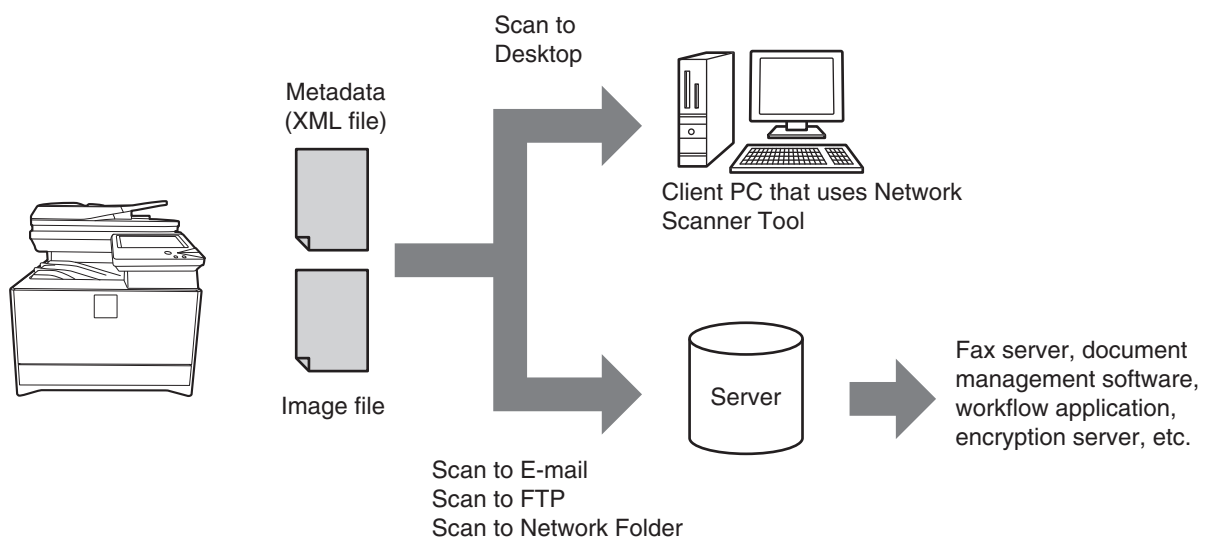 Scan to
Desktop
Metadata
(XML file)
Client PC that uses Network
Scanner Tool
Image file
Server
Fax server, document
management software,
workflow application,
encryption server, etc.
Scan to E-mail
Scan to FTP
Scan to Network Folder